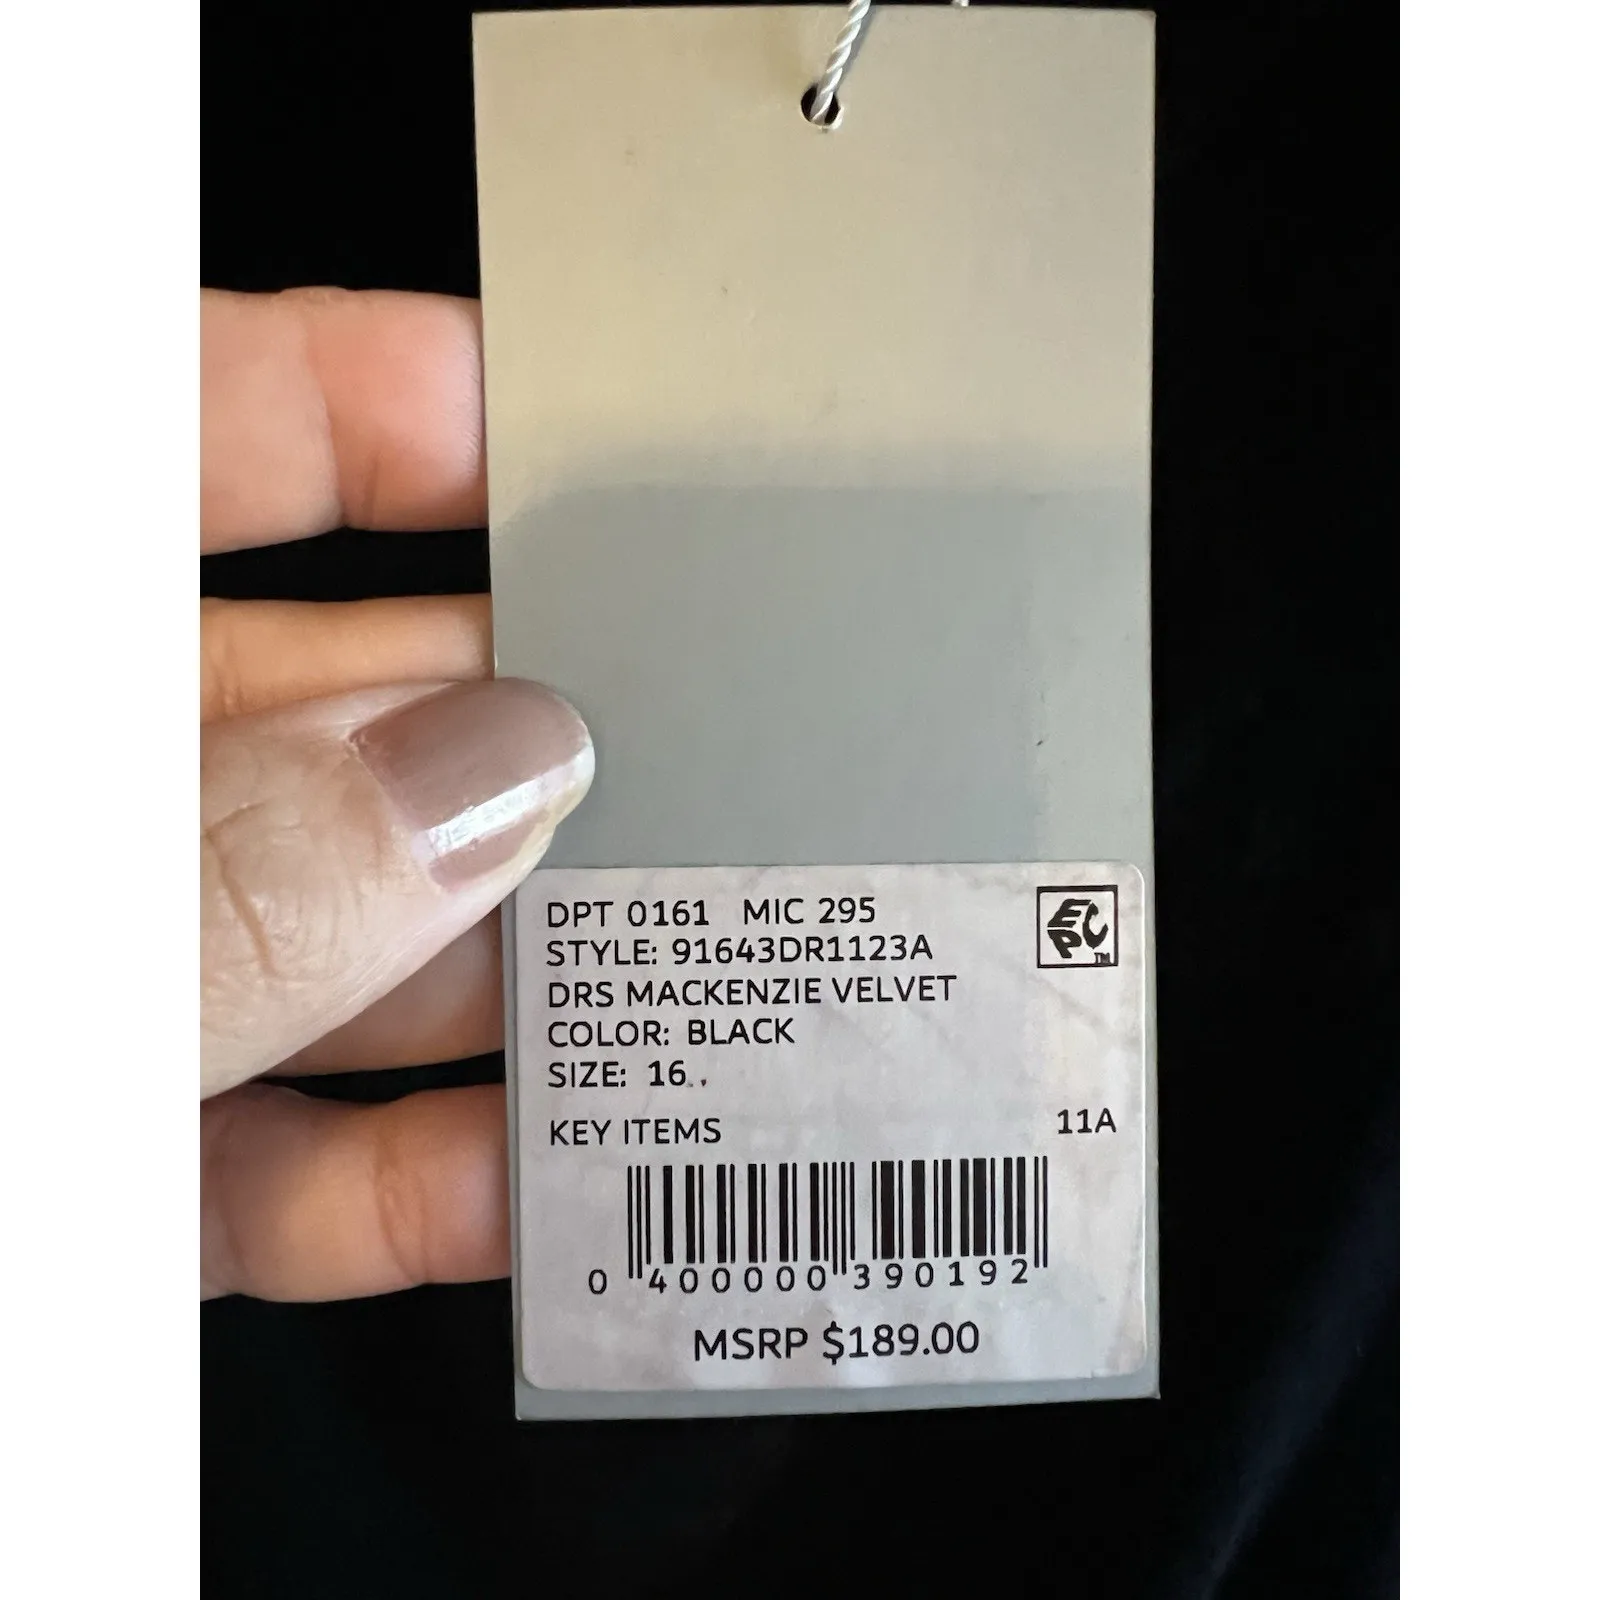 DPT 0161 MIC 295
EPC™
STYLE: 91643DR1123A
DRS MACKENZIE VELVET
COLOR: BLACK
SIZE: 16
KEY ITEMS
11A
0 400000 390192
MSRP $189.00